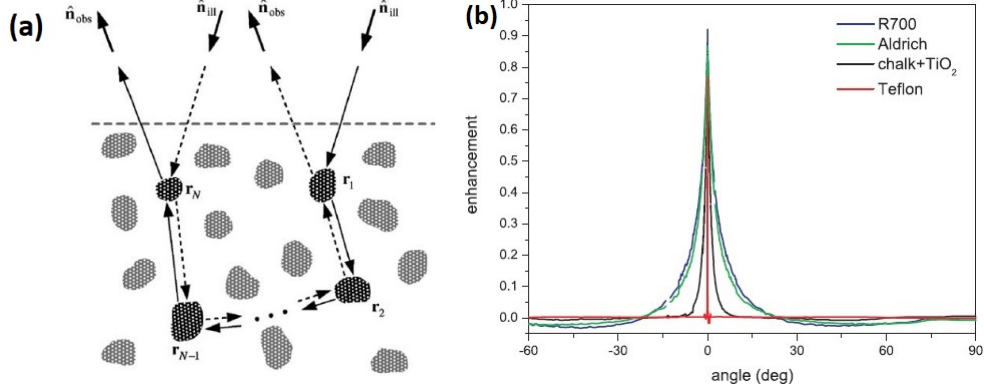 (a)
n̂obs n̂ill n̂obs n̂ill
rN
r1
rN−1
r2
(b)
R700
Aldrich
chalk+TiO2
Teflon
1.0
0.9
0.8
0.7
0.6
0.5
0.4
0.3
0.2
0.1
0.0
enhancement
-60 -30 0 30 60 90
angle (deg)